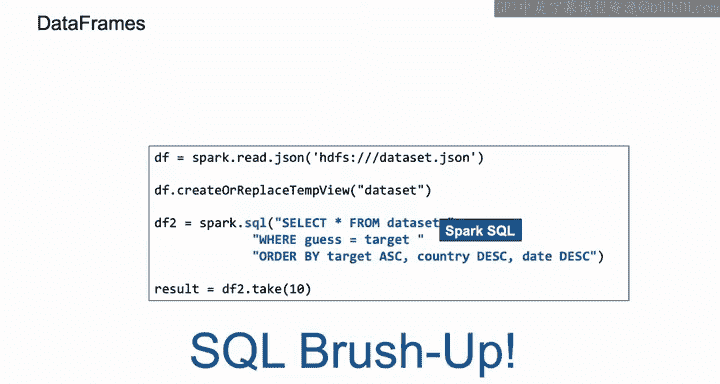 DataFrames
df = spark.read.json('hdfs:///dataset.json')
df.createOrReplaceTempView("dataset")
df2 = spark.sql("SELECT * FROM dataset "
Spark SQL
"WHERE guess = target "
"ORDER BY target ASC, country DESC, date DESC")
result = df2.take(10)
SQL Brush-Up!